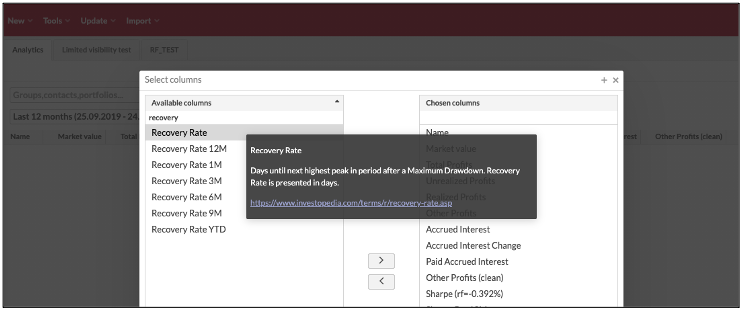 New Tools Update Import
Analytics Limited visibility test RF_TEST
Select columns
Groups,contacts,portfolios...
Available columns
Chosen columns
recovery
Last 12 months (25.09.2019 - 24.
Recovery Rate
Name
Name Market value Total
Other Profits (clean)
Recovery Rate
Recovery Rate 12M
Market value
Recovery Rate 1M
Total Profits
Days until next highest peak in period after a Maximum Drawdown. Recovery
Rate is presented in days.
Recovery Rate 3M
Unrealized Profits
Recovery Rate 6M
Realized Profits
https://www.investopedia.com/terms/r/recovery-rate.asp
Recovery Rate 9M
Other Profits
Recovery Rate YTD
Accrued Interest
Accrued Interest Change
Paid Accrued Interest
Other Profits (clean)
Sharpe (rf=-0.392%)